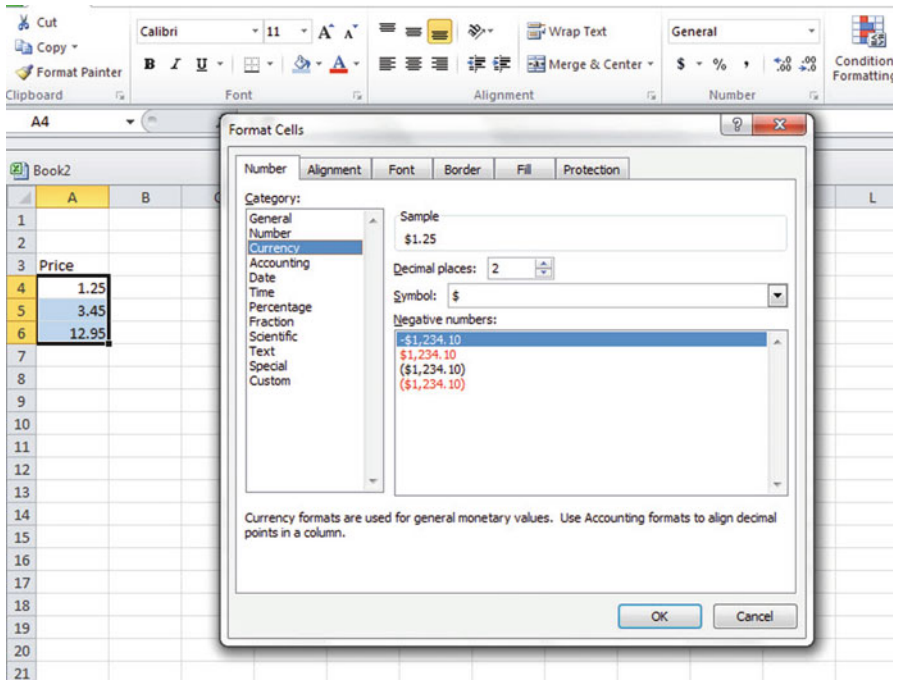 Cut
Copy
Format Painter
Clipboard
Calibri
11
A A
B I U
A
Font
Wrap Text
Merge & Center
Alignment
General
$ % ,
.0 .00
.00 .0
Number
Condition
Formatting
A4
Book2
A B C L
1
2
3 Price
4 1.25
5 3.45
6 12.95
7
8
9
10
11
12
13
14
15
16
17
18
19
20
21
Format Cells
?
Number Alignment Font Border Fill Protection
Category:
General
Number
Currency
Accounting
Date
Time
Percentage
Fraction
Scientific
Text
Special
Custom
Sample
$1.25
Decimal places: 2
Symbol: $
Negative numbers:
-$1,234.10
$1,234.10
($1,234.10)
($1,234.10)
Currency formats are used for general monetary values. Use Accounting formats to align decimal
points in a column.
OK Cancel